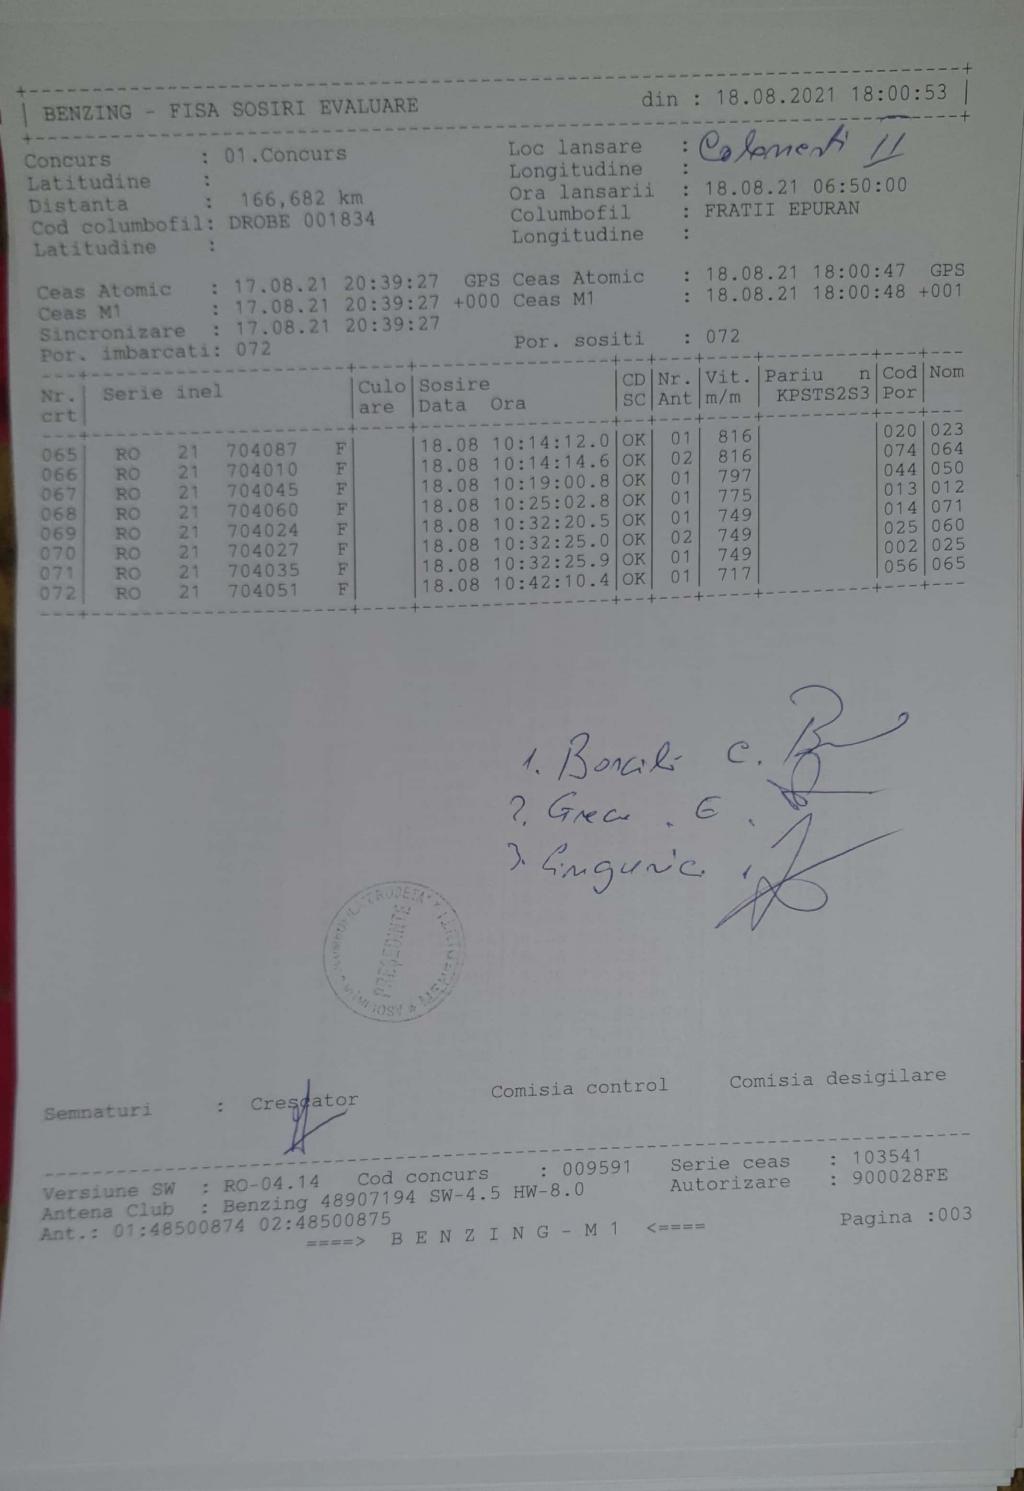 BENZING - FISA SOSIRI EVALUARE din : 18.08.2021 18:00:53
Concurs : 01.Concurs Loc lansare :
Latitudine : Longitudine :
Distanta : 166,682 km Ora lansarii : 18.08.21 06:50:00
Cod columbofil: DROBE 001834 Columbofil : FRATII EPURAN
Latitudine : Longitudine :
Ceas Atomic : 17.08.21 20:39:27 GPS Ceas Atomic : 18.08.21 18:00:47 GPS
Ceas M1 : 17.08.21 20:39:27 +000 Ceas M1 : 18.08.21 18:00:48 +001
Sincronizare : 17.08.21 20:39:27
Por. imbarcati: 072 Por. sositi : 072
Nr. Serie inel Culo Sosire CD Nr. Vit. Pariu n Cod Nom
crt are Data Ora SC Ant m/m KPSTS2S3 Por
065 RO 21 704087 F 18.08 10:14:12.0 OK 01 816 020 023
066 RO 21 704010 F 18.08 10:14:14.6 OK 02 816 074 064
067 RO 21 704045 F 18.08 10:19:00.8 OK 01 797 044 050
068 RO 21 704060 F 18.08 10:25:02.8 OK 01 775 013 012
069 RO 21 704024 F 18.08 10:32:20.5 OK 01 749 014 071
070 RO 21 704027 F 18.08 10:32:25.0 OK 02 749 025 060
071 RO 21 704035 F 18.08 10:32:25.9 OK 01 749 002 025
072 RO 21 704051 F 18.08 10:42:10.4 OK 01 717 056 065
1. C.
2. E.
3.
PREŞEDINTE
Semnaturi : Crescator Comisia control Comisia desigilare
Versiune SW : RO-04.14 Cod concurs : 009591 Serie ceas : 103541
Antena Club : Benzing 48907194 SW-4.5 HW-8.0 Autorizare : 900028FE
Ant.: 01:48500874 02:48500875
====> B E N Z I N G - M 1 <==== Pagina :003